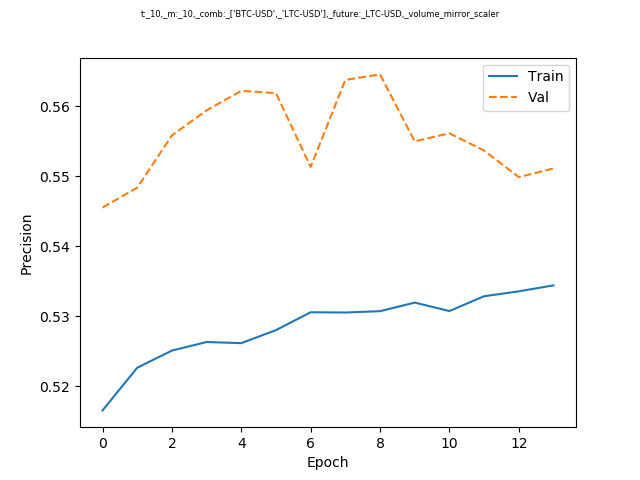 t:_10,_m:_10,_comb:_['BTC-USD',_'LTC-USD'],_future:_LTC-USD,_volume_mirror_scaler
Train
Val
0.56
0.55
0.54
0.53
0.52
Precision
0 2 4 6 8 10 12
Epoch